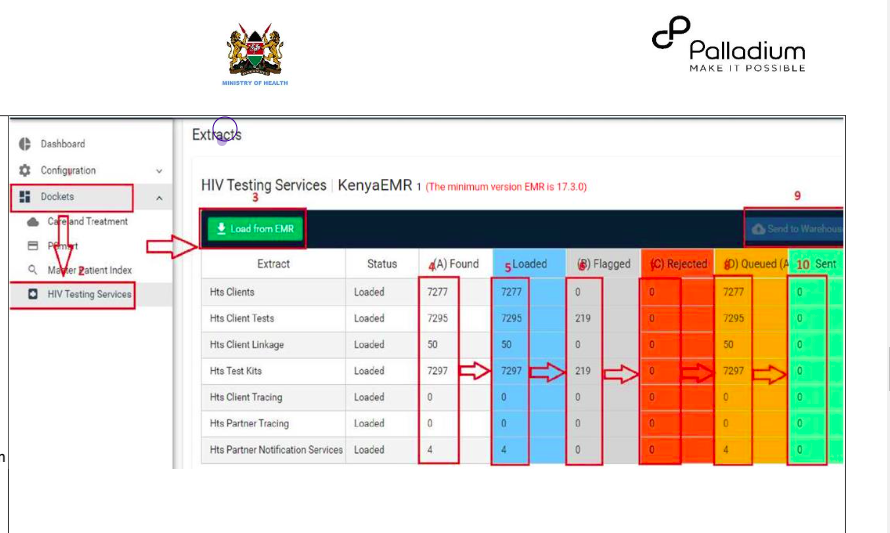 MINISTRY OF HEALTH
Palladium
MAKE IT POSSIBLE
Extracts
Dashboard
Configuration
Dockets
Care and Treatment
Master Patient Index
HIV Testing Services
2
HIV Testing Services | KenyaEMR 1 (The minimum version EMR is 17.3.0)
3
9
Load from EMR
Send to Warehouse
Extract Status 4 (A) Found 5 Loaded 6 (B) Flagged (C) Rejected 8 (D) Queued (A 10 Sent
Hts Clients Loaded 7277 7277 0 0 7277 0
Hts Client Tests Loaded 7295 7295 219 0 7295 0
Hts Client Linkage Loaded 50 50 0 0 50 0
Hts Test Kits Loaded 7297 7297 219 0 7297 0
Hts Client Tracing Loaded 0 0 0 0 0 0
Hts Partner Tracing Loaded 0 0 0 0 0 0
Hts Partner Notification Services Loaded 4 4 0 0 4 0